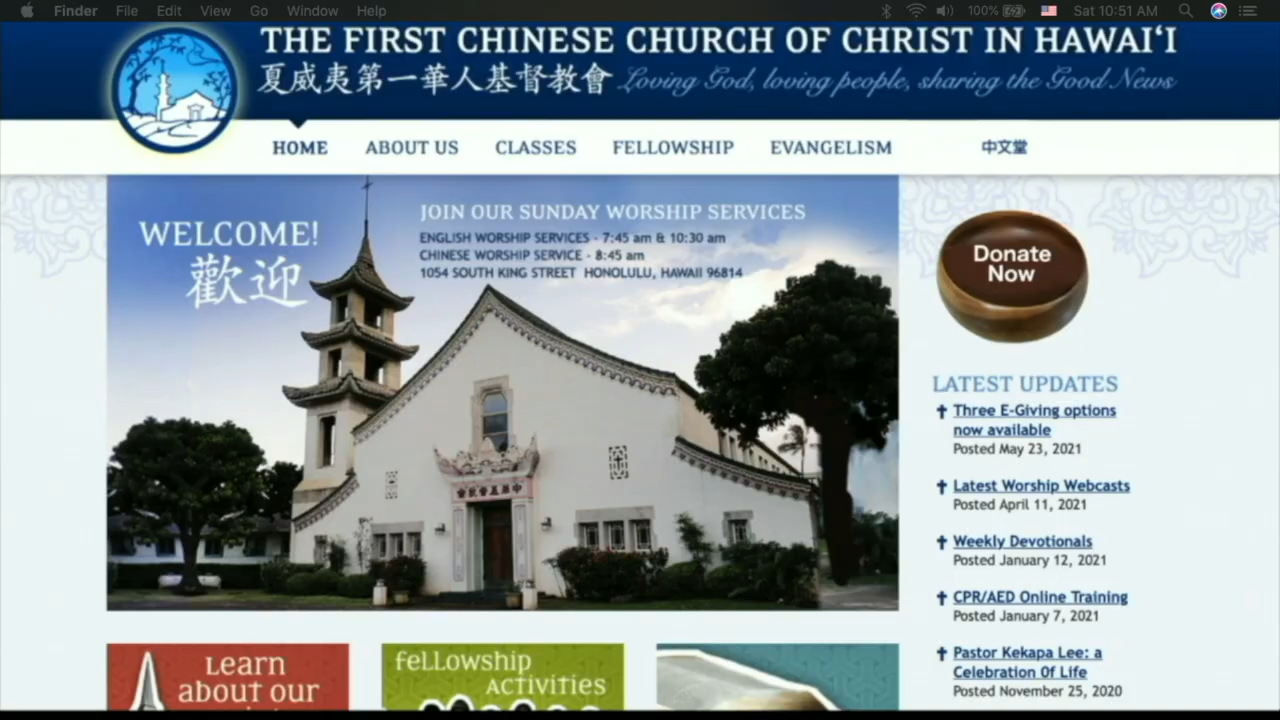 Finder File Edit View Go Window Help 100% Sat 10:51 AM
THE FIRST CHINESE CHURCH OF CHRIST IN HAWAI‘I
夏威夷第一華人基督教會 Loving God, loving people, sharing the Good News
HOME ABOUT US CLASSES FELLOWSHIP EVANGELISM 中文堂
WELCOME!
歡迎
JOIN OUR SUNDAY WORSHIP SERVICES
ENGLISH WORSHIP SERVICES - 7:45 am & 10:30 am
CHINESE WORSHIP SERVICE - 8:45 am
1054 SOUTH KING STREET HONOLULU, HAWAII 96814
Donate
Now
LATEST UPDATES
Three E-Giving options
now available
Posted May 23, 2021
Latest Worship Webcasts
Posted April 11, 2021
Weekly Devotionals
Posted January 12, 2021
CPR/AED Online Training
Posted January 7, 2021
Pastor Kekapa Lee: a
Celebration Of Life
Posted November 25, 2020
Learn
about our
fellowship
activities